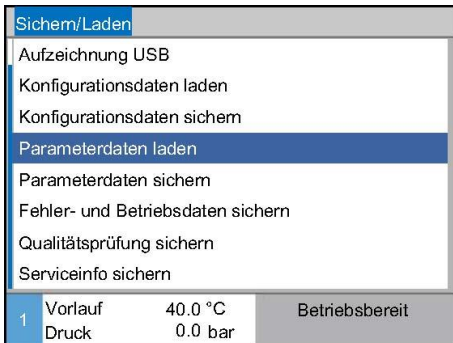 Sichern/Laden
Aufzeichnung USB
Konfigurationsdaten laden
Konfigurationsdaten sichern
Parameterdaten laden
Parameterdaten sichern
Fehler- und Betriebsdaten sichern
Qualitätsprüfung sichern
Serviceinfo sichern
1 Vorlauf 40.0 °C Betriebsbereit
Druck 0.0 bar